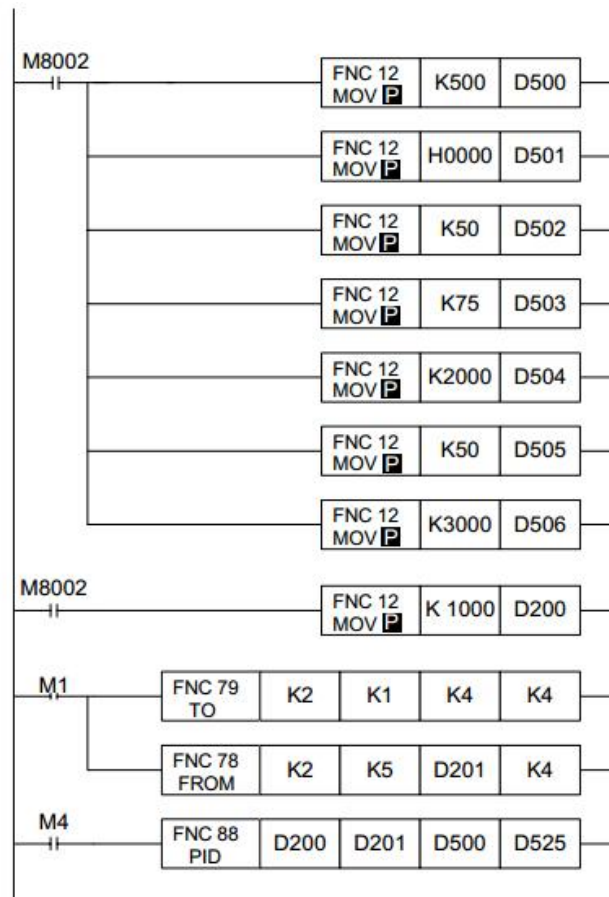 M8002
FNC 12 K500 D500
MOV P
FNC 12 H0000 D501
MOV P
FNC 12 K50 D502
MOV P
FNC 12 K75 D503
MOV P
FNC 12 K2000 D504
MOV P
FNC 12 K50 D505
MOV P
FNC 12 K3000 D506
MOV P
M8002
FNC 12 K 1000 D200
MOV P
M1
FNC 79 K2 K1 K4 K4
TO
FNC 78 K2 K5 D201 K4
FROM
M4
FNC 88 D200 D201 D500 D525
PID